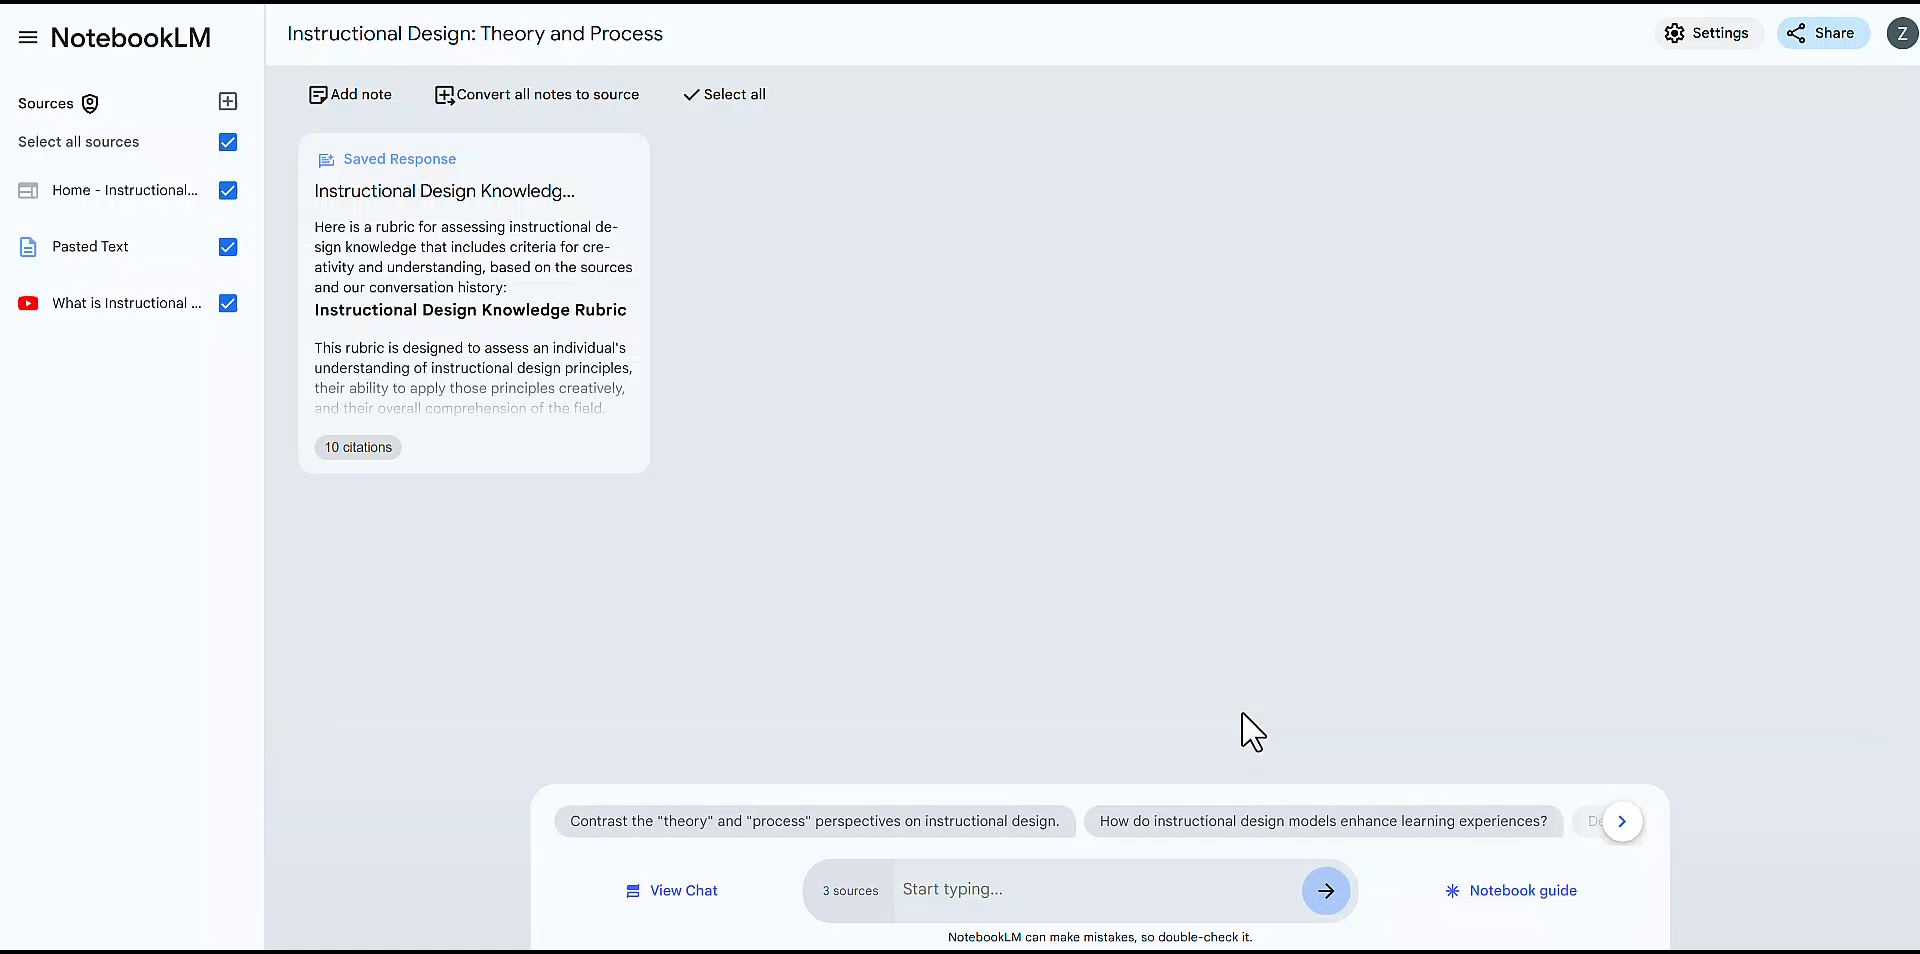 NotebookLM
Instructional Design: Theory and Process
Settings
Share
Z
Sources
Select all sources
Home - Instructional...
Pasted Text
What is Instructional ...
Add note
Convert all notes to source
Select all
Saved Response
Instructional Design Knowledg...
Here is a rubric for assessing instructional de-
sign knowledge that includes criteria for cre-
ativity and understanding, based on the sources
and our conversation history:
Instructional Design Knowledge Rubric
This rubric is designed to assess an individual's
understanding of instructional design principles,
their ability to apply those principles creatively,
and their overall comprehension of the field.
10 citations
Contrast the "theory" and "process" perspectives on instructional design.
How do instructional design models enhance learning experiences?
View Chat
3 sources
Start typing...
Notebook guide
NotebookLM can make mistakes, so double-check it.